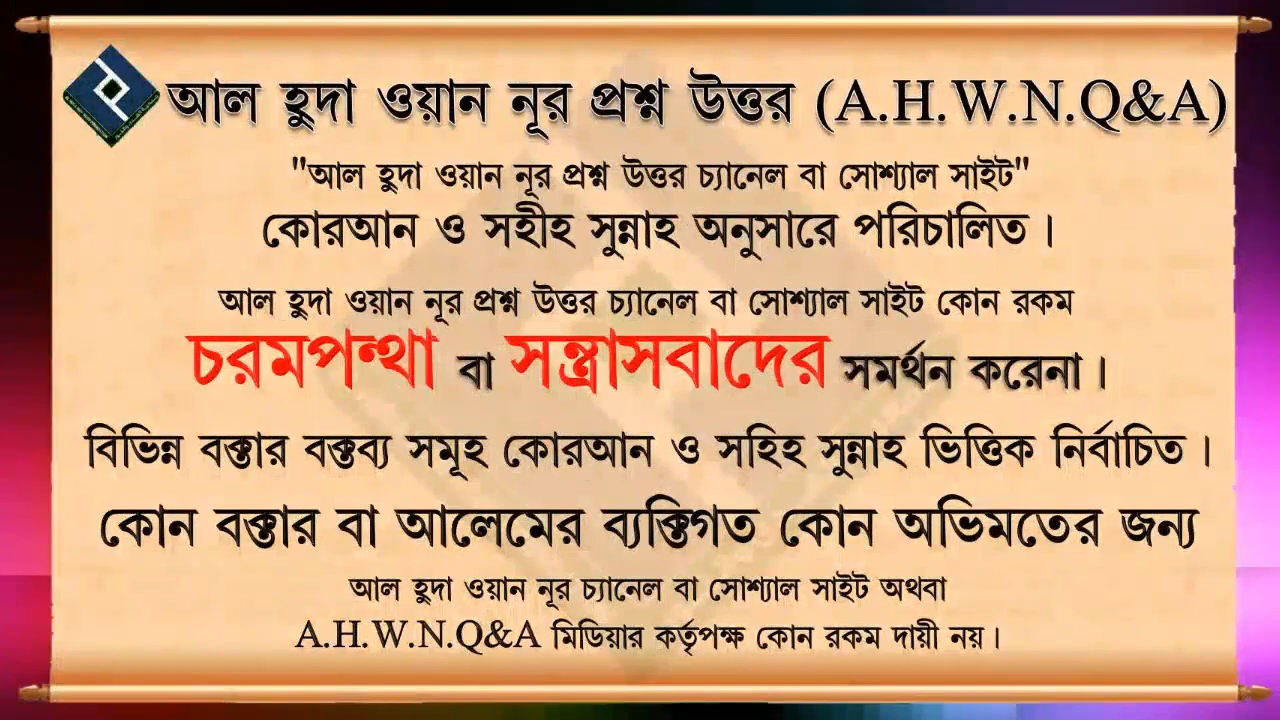 আল হুদা ওয়ান নূর প্রশ্ন উত্তর (A.H.W.N.Q&A)
"আল হুদা ওয়ান নূর প্রশ্ন উত্তর চ্যানেল বা সোশ্যাল সাইট"
কোরআন ও সহীহ সুন্নাহ অনুসারে পরিচালিত।
আল হুদা ওয়ান নূর প্রশ্ন উত্তর চ্যানেল বা সোশ্যাল সাইট কোন রকম
চরমপন্থা বা সন্ত্রাসবাদের সমর্থন করেনা।
বিভিন্ন বক্তার বক্তব্য সমূহ কোরআন ও সহিহ সুন্নাহ ভিত্তিক নির্বাচিত।
কোন বক্তার বা আলেমের ব্যক্তিগত কোন অভিমতের জন্য
আল হুদা ওয়ান নূর চ্যানেল বা সোশ্যাল সাইট অথবা
A.H.W.N.Q&A মিডিয়ার কর্তৃপক্ষ কোন রকম দায়ী নয়।